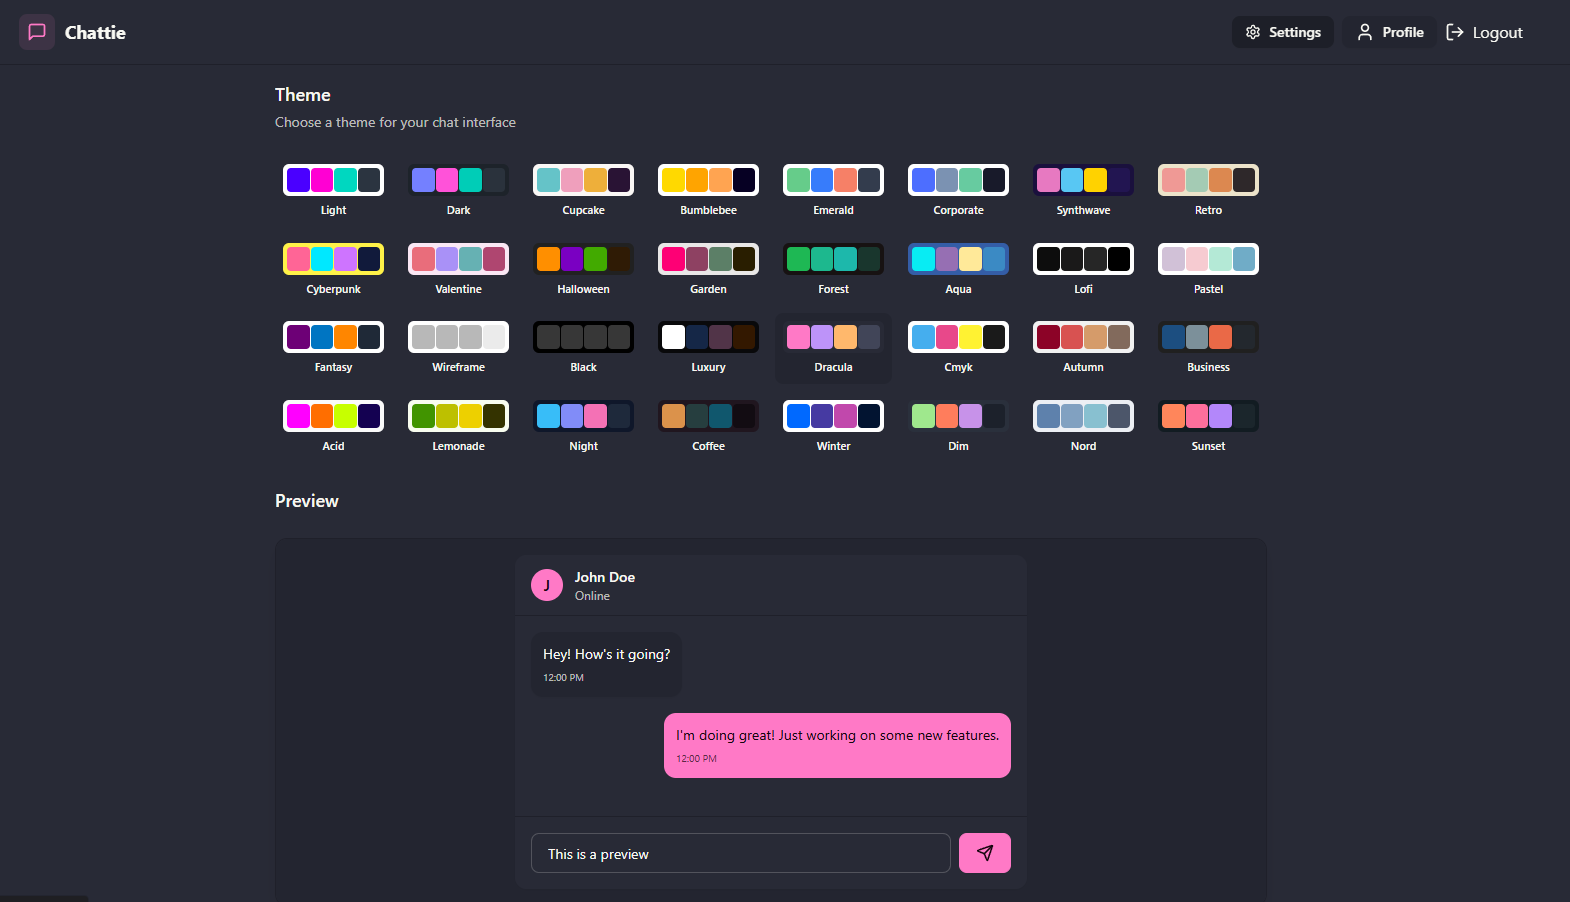 Chattie
Settings Profile Logout
Theme
Choose a theme for your chat interface
Light Dark Cupcake Bumblebee Emerald Corporate Synthwave Retro
Cyberpunk Valentine Halloween Garden Forest Aqua Lofi Pastel
Fantasy Wireframe Black Luxury Dracula Cmyk Autumn Business
Acid Lemonade Night Coffee Winter Dim Nord Sunset
Preview
J
John Doe
Online
Hey! How's it going?
12:00 PM
I'm doing great! Just working on some new features.
12:00 PM
This is a preview